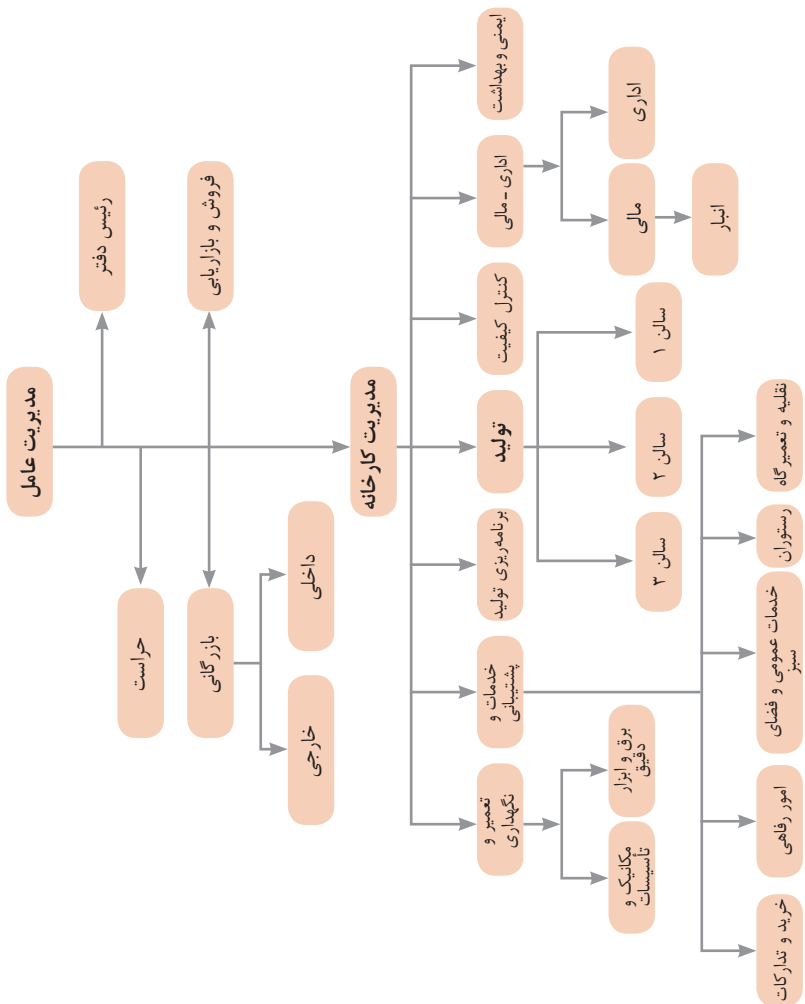 مدیریت عامل
رئیس دفتر
حراست
فروش و بازاریابی
بازرگانی
داخلی
خارجی
مدیریت کارخانه
ایمنی و بهداشت
اداری - مالی
کنترل کیفیت
تولید
برنامه‌ریزی تولید
خدمات و
پشتیبانی
تعمیر و
نگهداری
اداری
مالی
انبار
سالن ۱
سالن ۲
سالن ۳
برق و ابزار
دقیق
مکانیک و
تأسیسات
نقلیه و تعمیرگاه
رستوران
خدمات عمومی و فضای
سبز
امور رفاهی
خرید و تدارکات